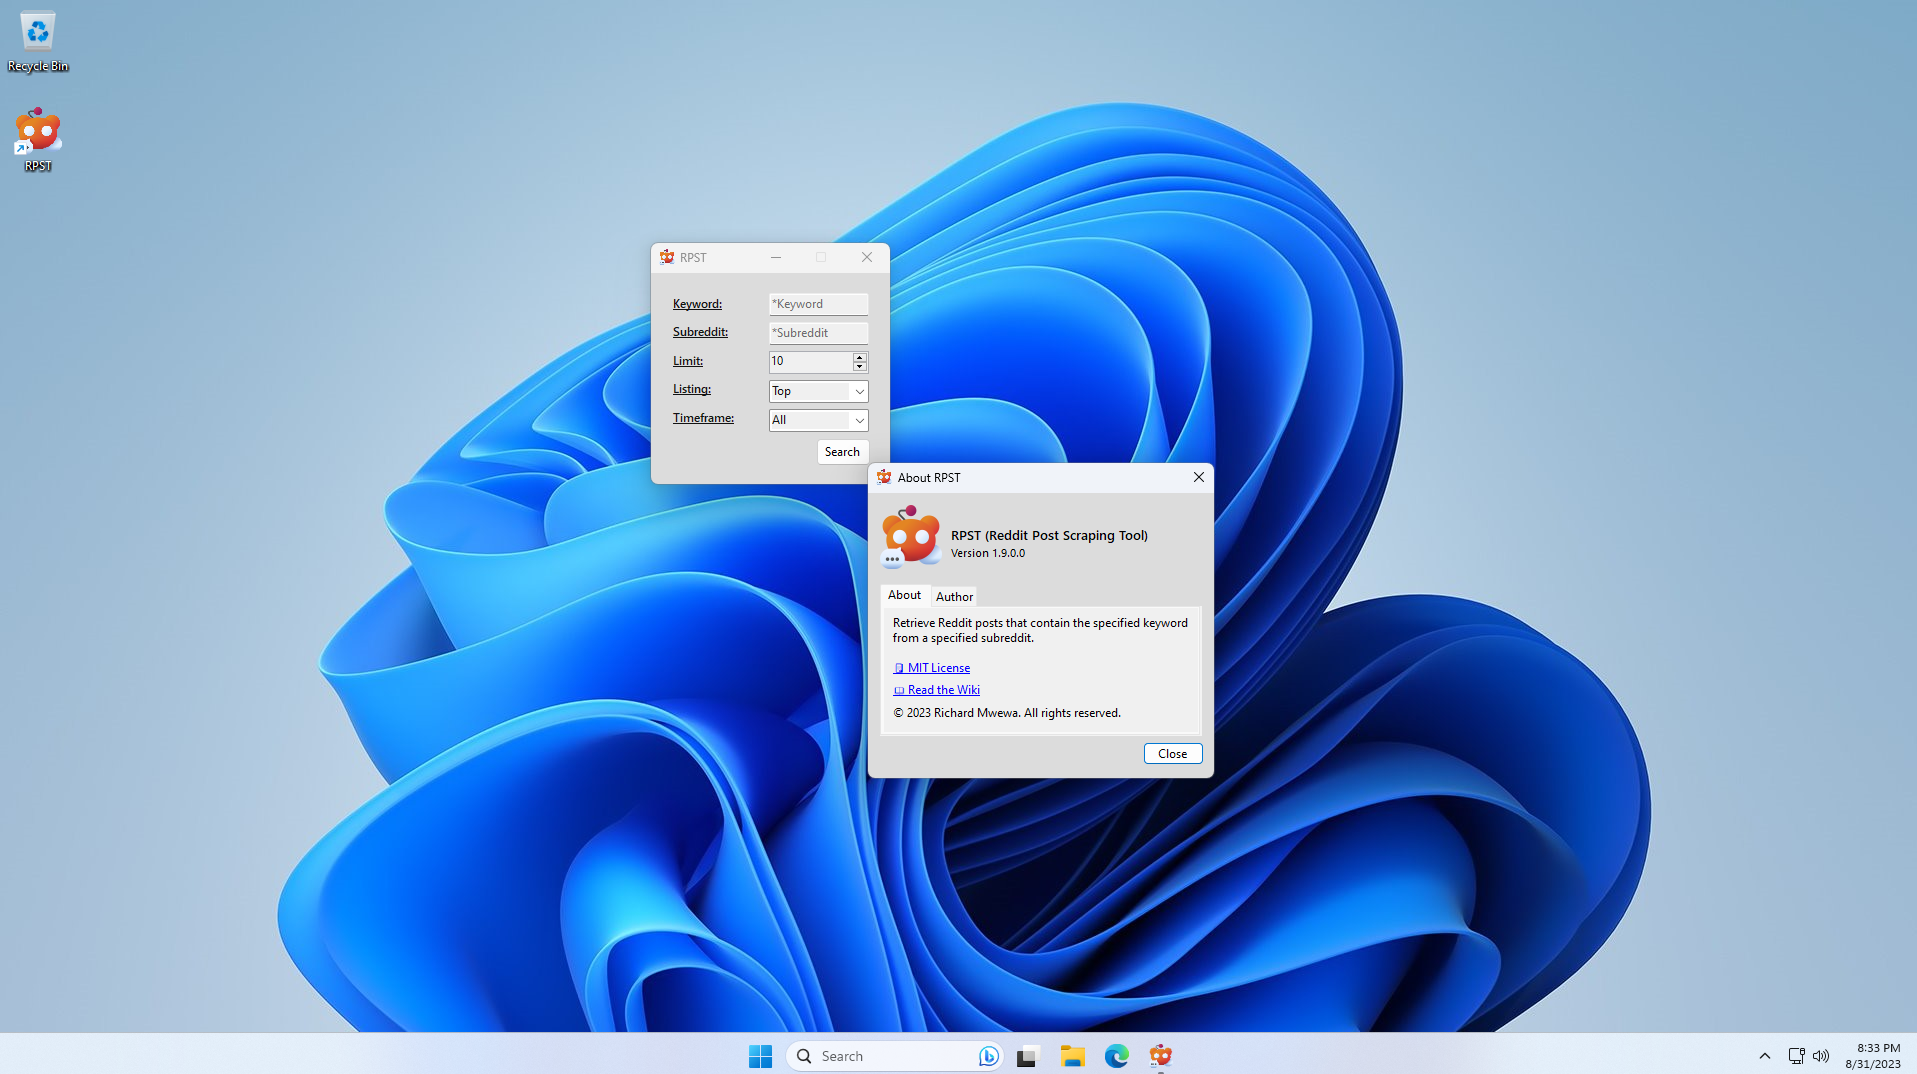 Recycle Bin
RPST
RPST
Keyword:
*Keyword
Subreddit:
*Subreddit
Limit:
10
Listing:
Top
Timeframe:
All
Search
About RPST
RPST (Reddit Post Scraping Tool)
Version 1.9.0.0
About
Author
Retrieve Reddit posts that contain the specified keyword
from a specified subreddit.
MIT License
Read the Wiki
© 2023 Richard Mwewa. All rights reserved.
Close
Search
8:33 PM
8/31/2023